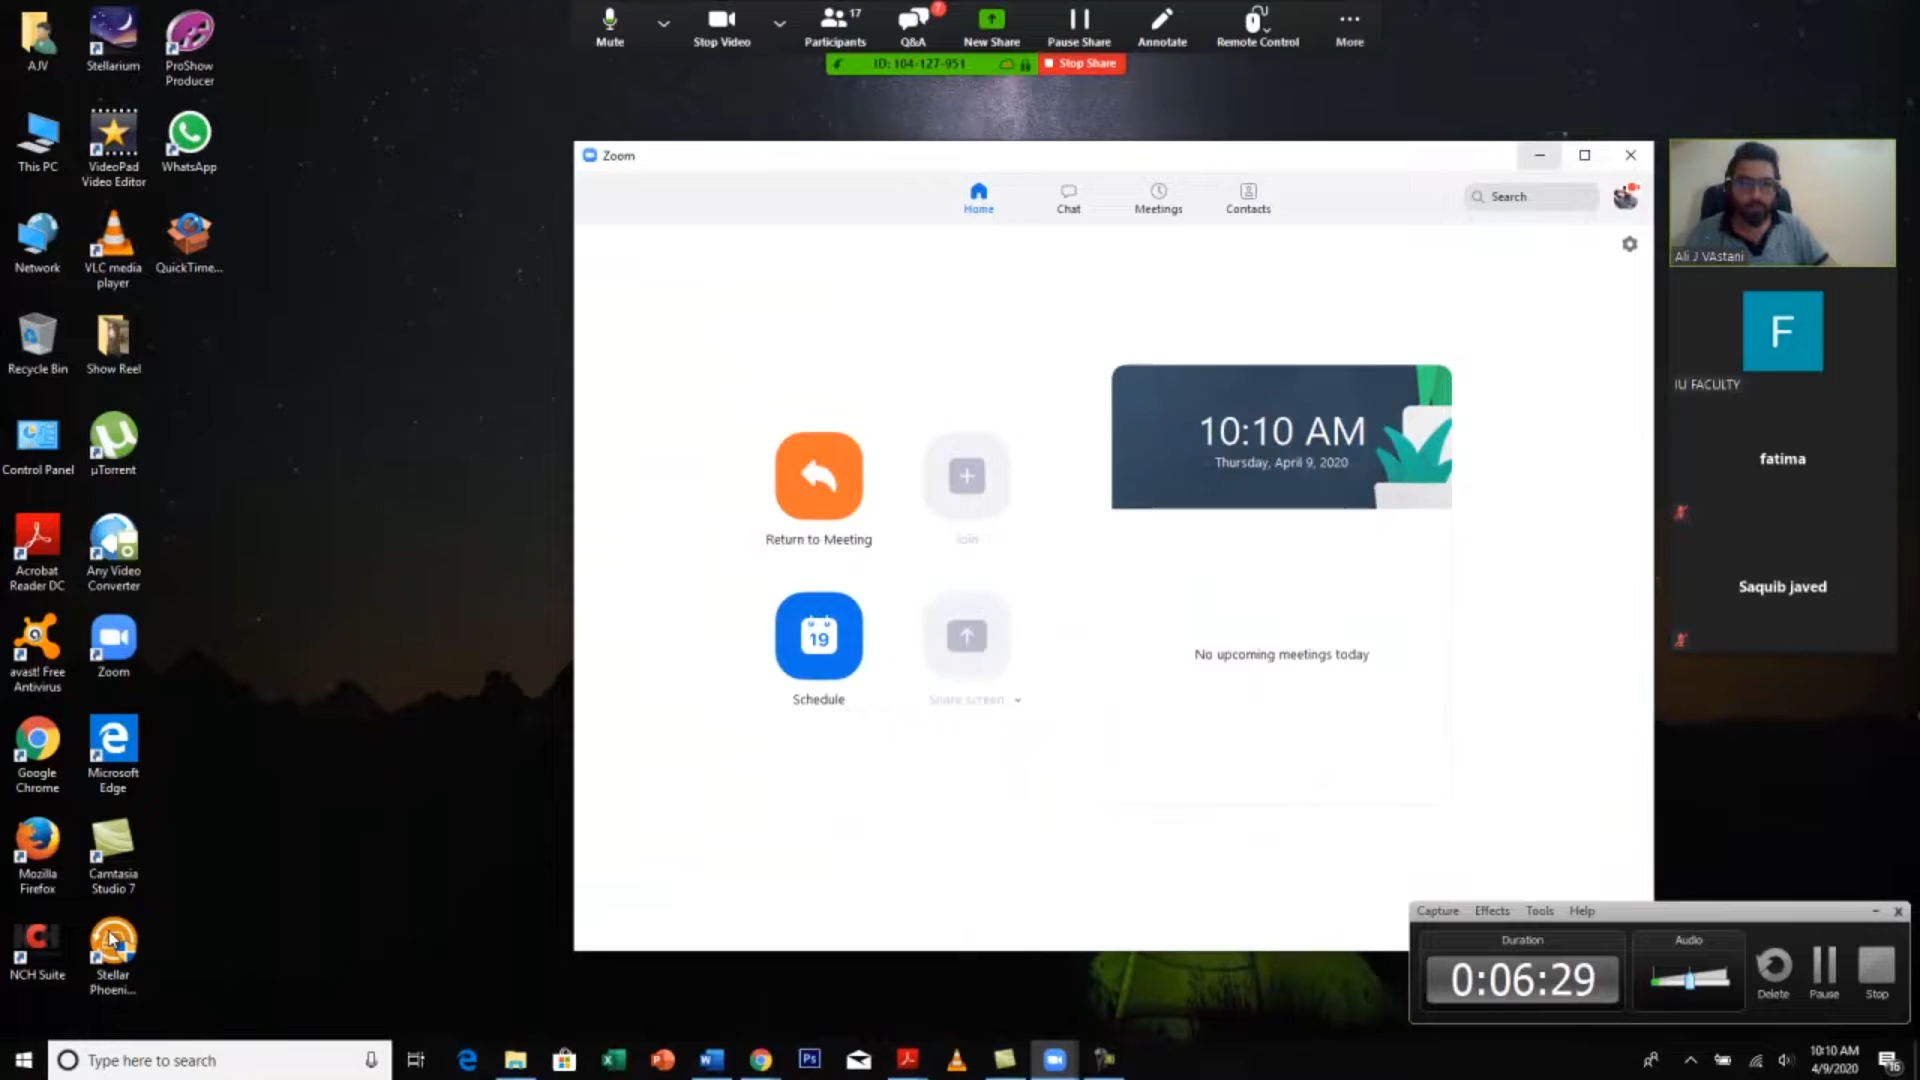 AJV
Stellarium
ProShow
Producer
This PC
VideoPad
Video Editor
WhatsApp
Network
VLC media
player
QuickTime...
Recycle Bin
Show Reel
Control Panel
µTorrent
Acrobat
Reader DC
Any Video
Converter
avast! Free
Antivirus
Zoom
Google
Chrome
Microsoft
Edge
Mozilla
Firefox
Camtasia
Studio 7
NCH Suite
Stellar
Phoeni...
Mute
Stop Video
Participants
17
Q&A
7
New Share
Pause Share
Annotate
Remote Control
More
ID: 104-127-951
Stop Share
Zoom
Home
Chat
Meetings
Contacts
Search
Return to Meeting
Join
Schedule
19
Share screen
10:10 AM
Thursday, April 9, 2020
No upcoming meetings today
Ali J VAstani
F
IU FACULTY
fatima
Saquib javed
Capture Effects Tools Help
Duration
0:06:29
Audio
Delete
Pause
Stop
Type here to search
Ps
10:10 AM
4/9/2020
16